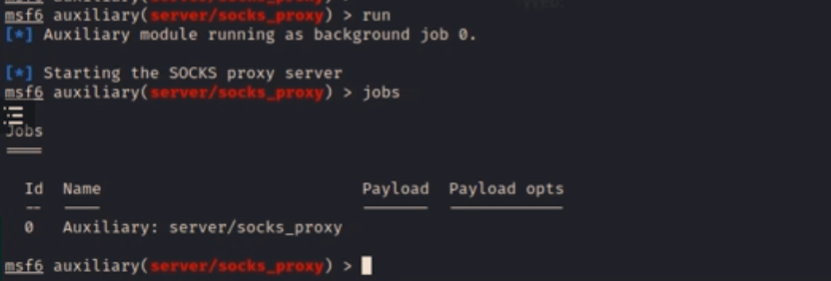 msf6 auxiliary(server/socks_proxy) > run
[*] Auxiliary module running as background job 0.
[*] Starting the SOCKS proxy server
msf6 auxiliary(server/socks_proxy) > jobs
Jobs
====
Id Name Payload Payload opts
-- ---- ------- ------------
0 Auxiliary: server/socks_proxy
msf6 auxiliary(server/socks_proxy) >